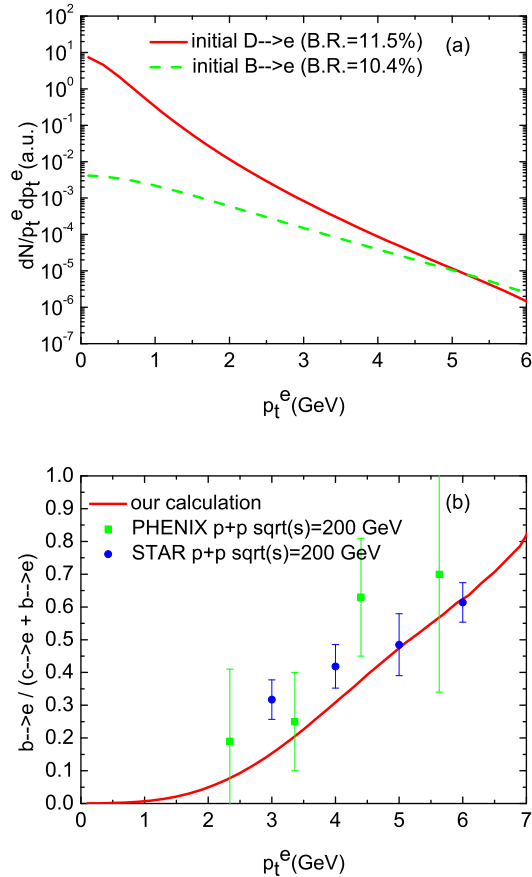 10^2
initial D-->e (B.R.=11.5%)
(a)
10^1
initial B-->e (B.R.=10.4%)
10^0
10^-1
10^-2
10^-3
10^-4
10^-5
10^-6
10^-7
dN/p_t^e dp_t^e (a.u.)
0 1 2 3 4 5 6
p_t^e (GeV)
1.0
our calculation
(b)
0.9
PHENIX p+p sqrt(s)=200 GeV
0.8
STAR p+p sqrt(s)=200 GeV
0.7
0.6
0.5
0.4
0.3
0.2
0.1
0.0
b-->e / (c-->e + b-->e)
0 1 2 3 4 5 6 7
p_t^e (GeV)